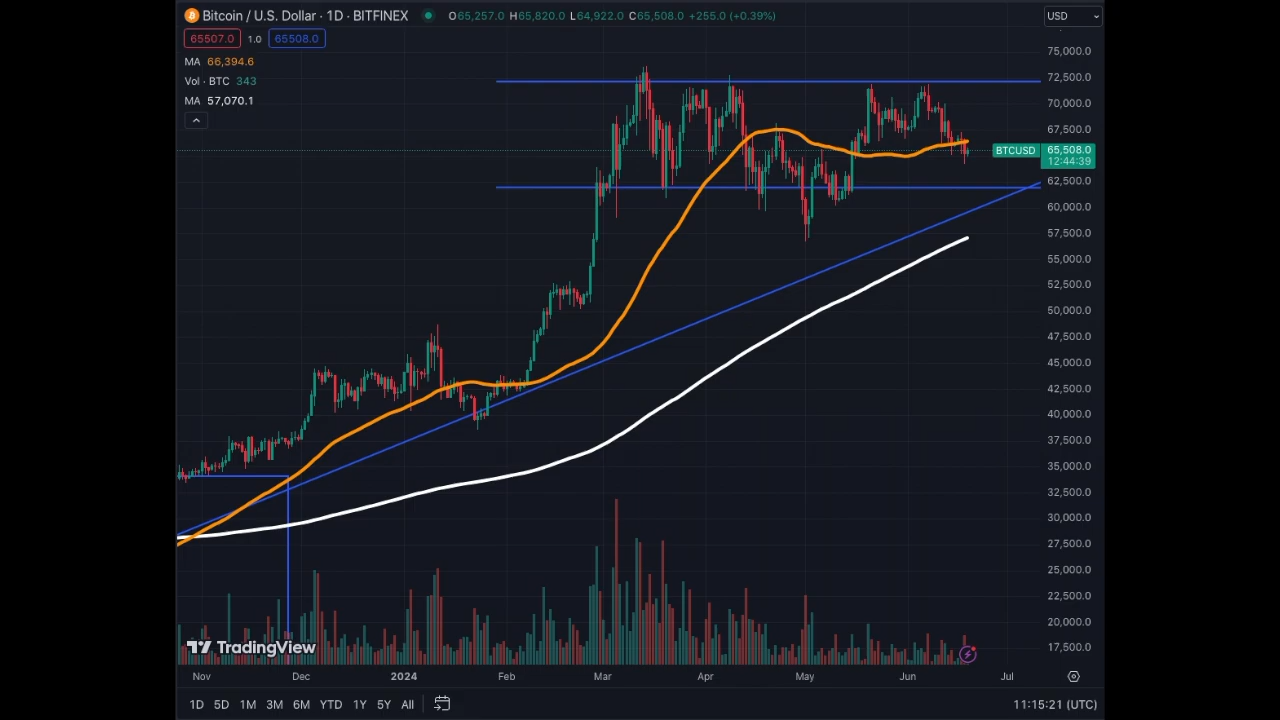 Bitcoin / U.S. Dollar · 1D · BITFINEX O65,257.0 H65,820.0 L64,922.0 C65,508.0 +255.0 (+0.39%)
USD
65507.0 1.0 65508.0
MA 66,394.6
Vol · BTC 343
MA 57,070.1
75,000.0
72,500.0
70,000.0
67,500.0
BTCUSD 65,508.0
12:44:39
62,500.0
60,000.0
57,500.0
55,000.0
52,500.0
50,000.0
47,500.0
45,000.0
42,500.0
40,000.0
37,500.0
35,000.0
32,500.0
30,000.0
27,500.0
25,000.0
22,500.0
20,000.0
17,500.0
TradingView
Nov Dec 2024 Feb Mar Apr May Jun Jul
1D 5D 1M 3M 6M YTD 1Y 5Y All 11:15:21 (UTC)